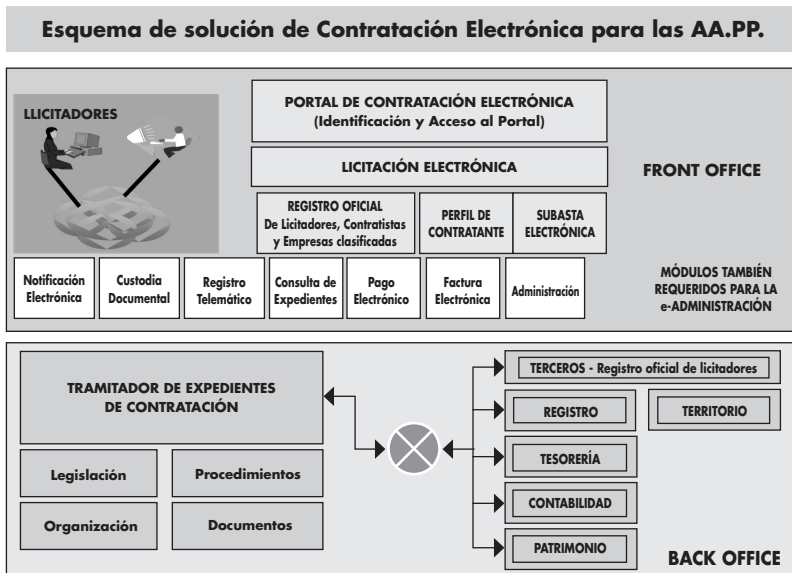 Esquema de solución de Contratación Electrónica para las AA.PP.
LLICITADORES
PORTAL DE CONTRATACIÓN ELECTRÓNICA
(Identificación y Acceso al Portal)
LICITACIÓN ELECTRÓNICA
FRONT OFFICE
REGISTRO OFICIAL
De Licitadores, Contratistas
y Empresas clasificadas
PERFIL DE
CONTRATANTE
SUBASTA
ELECTRÓNICA
Notificación
Electrónica
Custodia
Documental
Registro
Telemático
Consulta de
Expedientes
Pago
Electrónico
Factura
Electrónica
Administración
MÓDULOS TAMBIÉN
REQUERIDOS PARA LA
e-ADMINISTRACIÓN
TRAMITADOR DE EXPEDIENTES
DE CONTRATACIÓN
Legislación
Procedimientos
Organización
Documentos
TERCEROS - Registro oficial de licitadores
REGISTRO
TERRITORIO
TESORERÍA
CONTABILIDAD
PATRIMONIO
BACK OFFICE